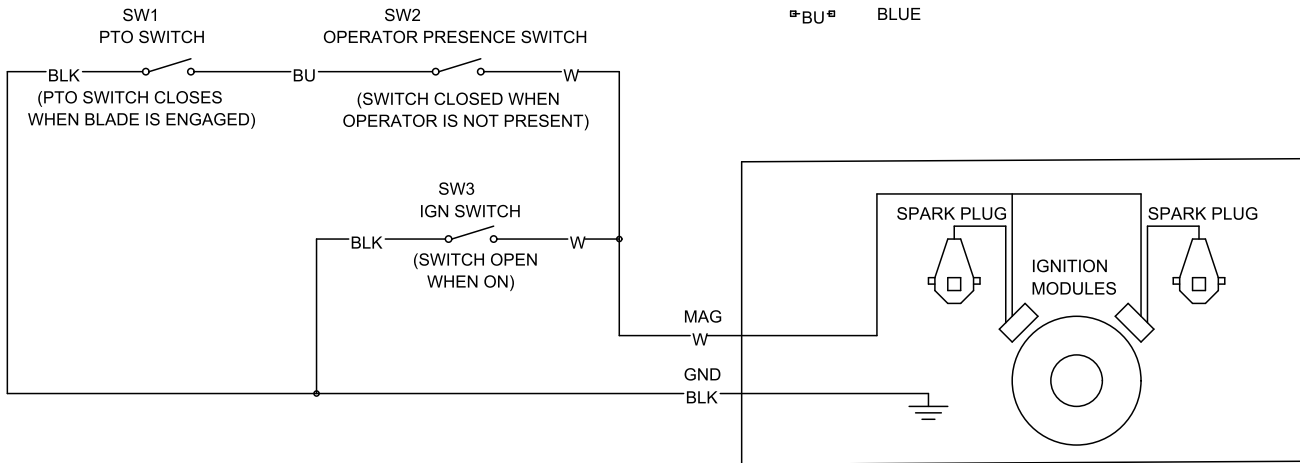 SW1
PTO SWITCH
SW2
OPERATOR PRESENCE SWITCH
BU BLUE
BLK
BU
W
(PTO SWITCH CLOSES
WHEN BLADE IS ENGAGED)
(SWITCH CLOSED WHEN
OPERATOR IS NOT PRESENT)
SW3
IGN SWITCH
BLK
W
(SWITCH OPEN
WHEN ON)
SPARK PLUG
SPARK PLUG
IGNITION
MODULES
MAG
W
GND
BLK